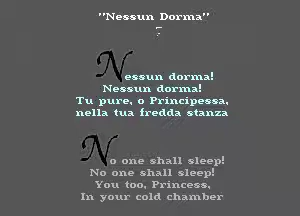 "Nessun Dorma"
Nessun dorma!
Nessun dorma!
Tu pure, o Principessa,
nella tua fredda stanza
No one shall sleep!
No one shall sleep!
You too, Princess,
In your cold chamber